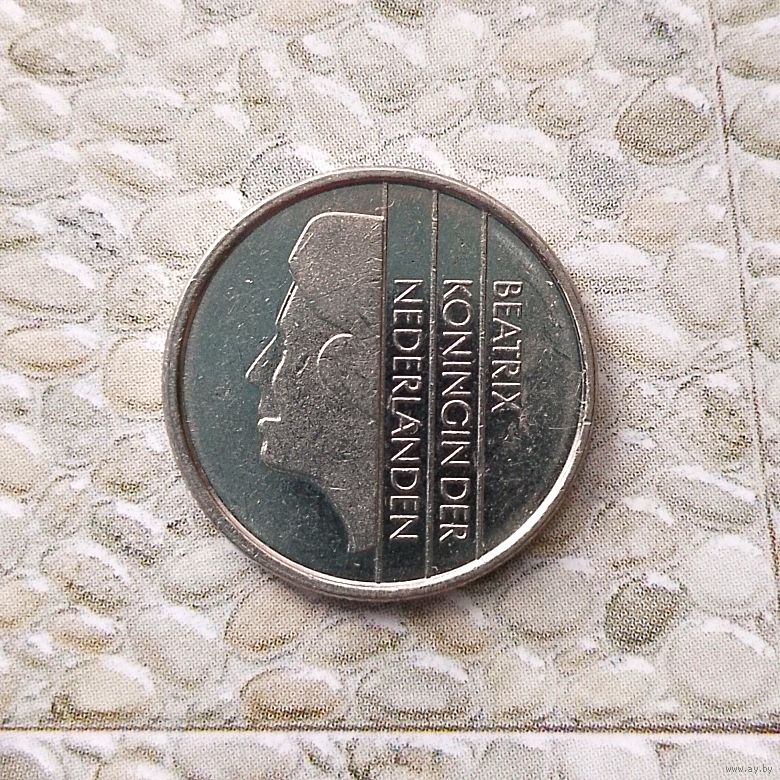 BEATRIX
KONINGIN DER
NEDERLANDEN
www.ay.by